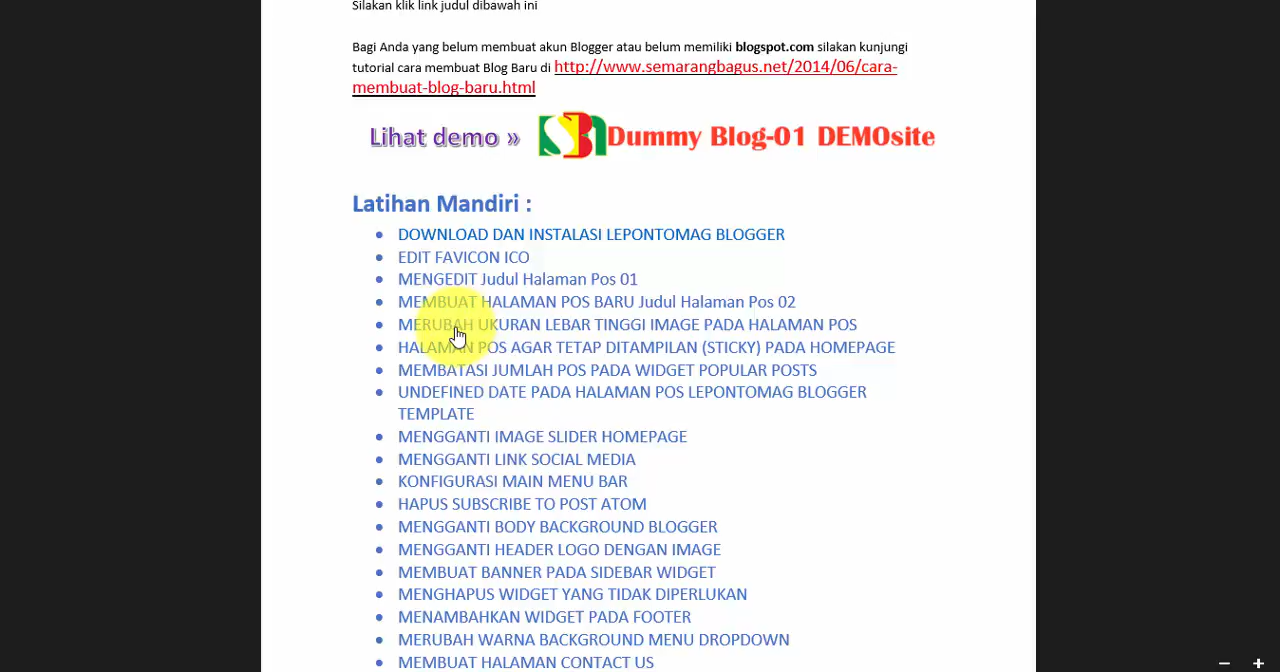 Silakan klik link judul dibawah ini
Bagi Anda yang belum membuat akun Blogger atau belum memiliki blogspot.com silakan kunjungi
tutorial cara membuat Blog Baru di http://www.semarangbagus.net/2014/06/cara-
membuat-blog-baru.html
Lihat demo » SBN Dummy Blog-01 DEMOsite
Latihan Mandiri :
• DOWNLOAD DAN INSTALASI LEPONTOMAG BLOGGER
• EDIT FAVICON ICO
• MENGEDIT Judul Halaman Pos 01
• MEMBUAT HALAMAN POS BARU Judul Halaman Pos 02
• MERUBAH UKURAN LEBAR TINGGI IMAGE PADA HALAMAN POS
• HALAMAN POS AGAR TETAP DITAMPILAN (STICKY) PADA HOMEPAGE
• MEMBATASI JUMLAH POS PADA WIDGET POPULAR POSTS
• UNDEFINED DATE PADA HALAMAN POS LEPONTOMAG BLOGGER
TEMPLATE
• MENGGANTI IMAGE SLIDER HOMEPAGE
• MENGGANTI LINK SOCIAL MEDIA
• KONFIGURASI MAIN MENU BAR
• HAPUS SUBSCRIBE TO POST ATOM
• MENGGANTI BODY BACKGROUND BLOGGER
• MENGGANTI HEADER LOGO DENGAN IMAGE
• MEMBUAT BANNER PADA SIDEBAR WIDGET
• MENGHAPUS WIDGET YANG TIDAK DIPERLUKAN
• MENAMBAHKAN WIDGET PADA FOOTER
• MERUBAH WARNA BACKGROUND MENU DROPDOWN
• MEMBUAT HALAMAN CONTACT US